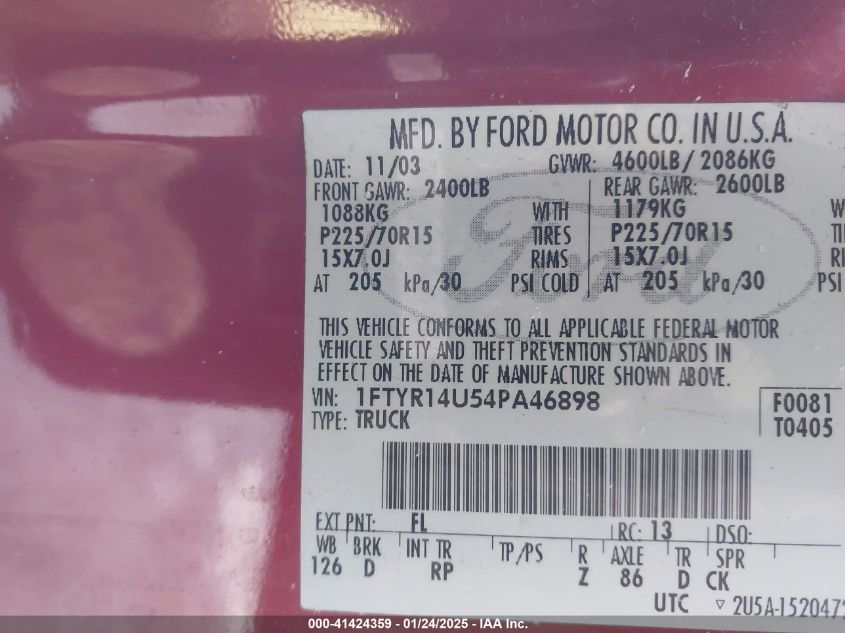 MFD. BY FORD MOTOR CO. IN U.S.A.
DATE: 11/03 GVWR: 4600LB/ 2086KG
FRONT GAWR: 2400LB REAR GAWR: 2600LB
1088KG WITH 1179KG
P225/70R15 TIRES P225/70R15
15X7.0J RIMS 15X7.0J
AT 205 kPa/30 PSI COLD AT 205 kPa/30 PSI
Ford
THIS VEHICLE CONFORMS TO ALL APPLICABLE FEDERAL MOTOR
VEHICLE SAFETY AND THEFT PREVENTION STANDARDS IN
EFFECT ON THE DATE OF MANUFACTURE SHOWN ABOVE.
VIN: 1FTYR14U54PA46898 F0081
TYPE: TRUCK T0405
EXT PNT: FL RC: 13 DSO:
WB BRK INT TR TP/PS R AXLE TR SPR
126 D RP Z 86 D CK
UTC ▿ 2U5A-1520472
000-41424359 - 01/24/2025 - IAA Inc.